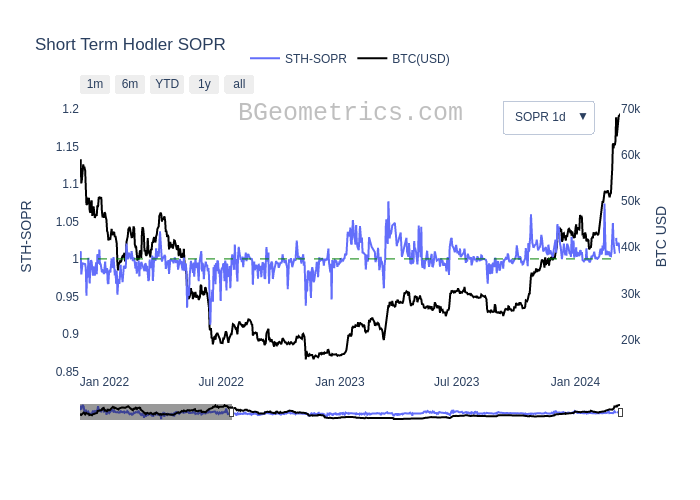 Short Term Hodler SOPR
STH-SOPR BTC(USD)
1m 6m YTD 1y all
BGeometrics.com
SOPR 1d ▼
1.2
1.15
1.1
1.05
1
0.95
0.9
0.85
STH-SOPR
70k
60k
50k
40k
30k
20k
BTC USD
Jan 2022 Jul 2022 Jan 2023 Jul 2023 Jan 2024